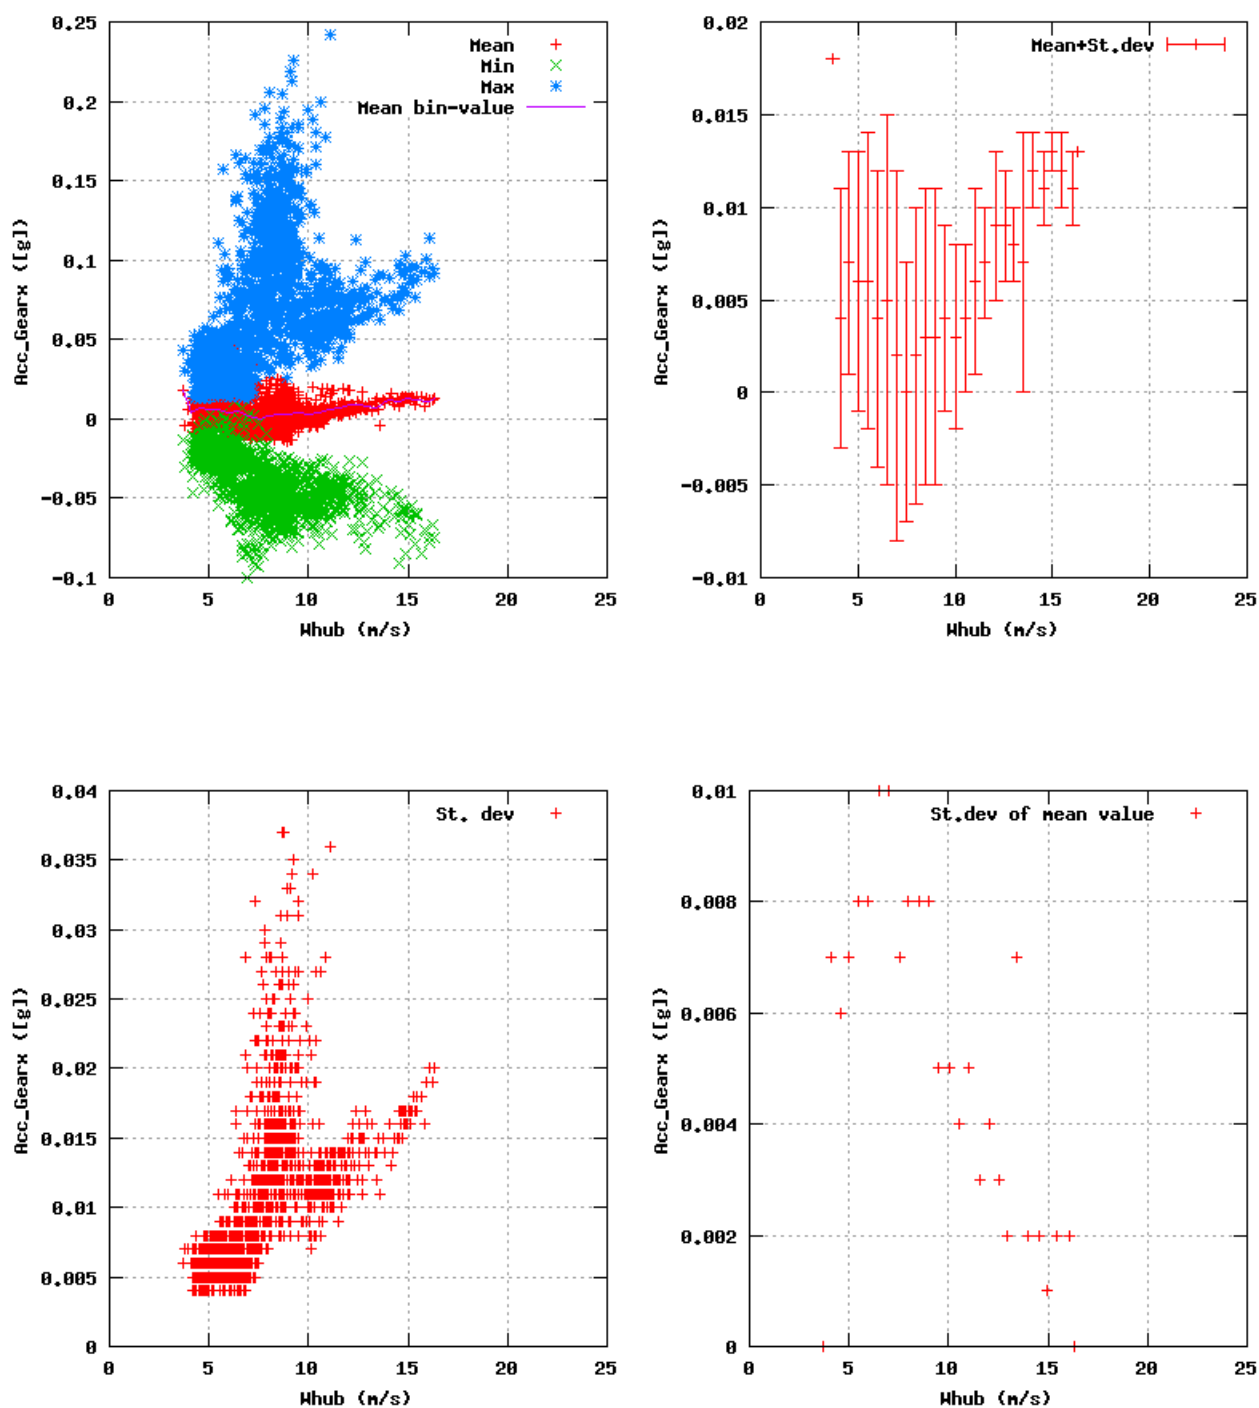 0.25
0.2
0.15
0.1
0.05
0
-0.05
-0.1
Acc_Gearx ([g])
Mean
Min
Max
Mean bin-value
0 5 10 15 20 25
Whub (m/s)
0.02
0.015
0.01
0.005
0
-0.005
-0.01
Acc_Gearx ([g])
Mean+St.dev
0 5 10 15 20 25
Whub (m/s)
0.04
0.035
0.03
0.025
0.02
0.015
0.01
0.005
0
Acc_Gearx ([g])
St. dev
0 5 10 15 20 25
Whub (m/s)
0.01
0.008
0.006
0.004
0.002
0
Acc_Gearx ([g])
St.dev of mean value
0 5 10 15 20 25
Whub (m/s)